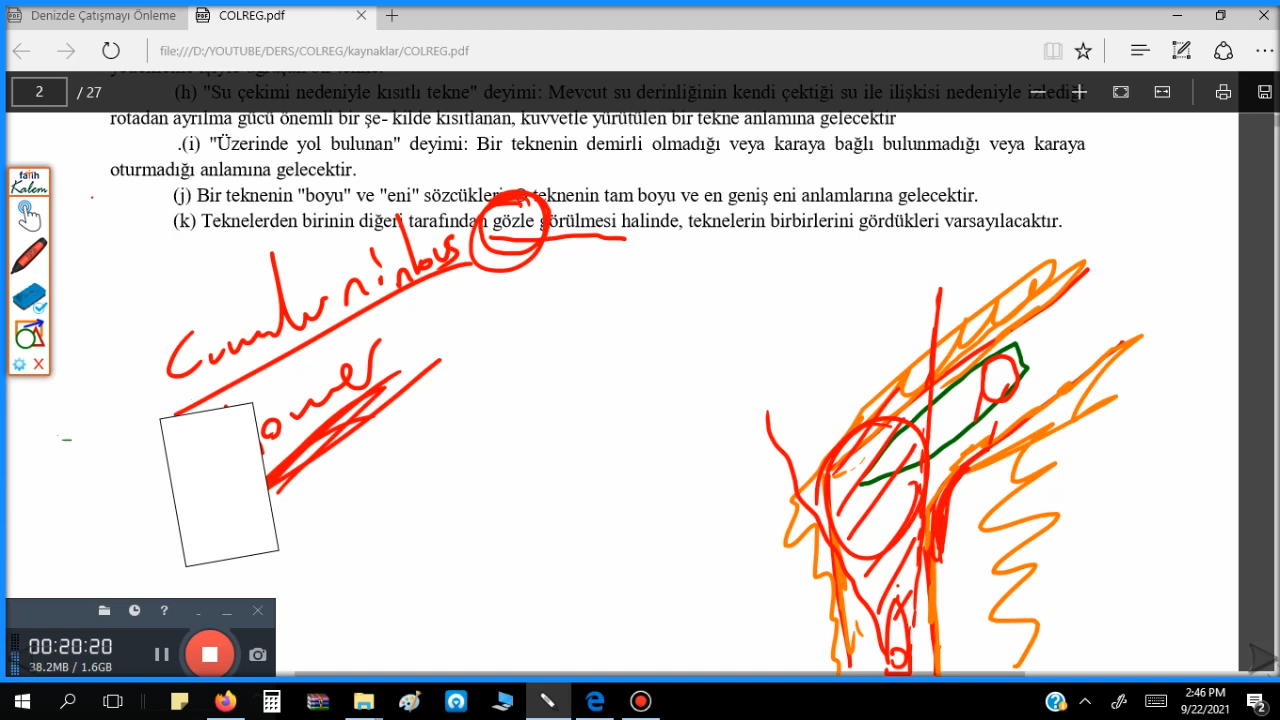 Denizde Çatışmayı Önleme
COLREG.pdf
file:///D:/YOUTUBE/DERS/COLREG/kaynaklar/COLREG.pdf
2 / 27
(h) "Su çekimi nedeniyle kısıtlı tekne" deyimi: Mevcut su derinliğinin kendi çektiği su ile ilişkisi nedeniyle izlediği
rotadan ayrılma gücü önemli bir şe- kilde kısıtlanan, kuvvetle yürütülen bir tekne anlamına gelecektir
.(i) "Üzerinde yol bulunan" deyimi: Bir teknenin demirli olmadığı veya karaya bağlı bulunmadığı veya karaya
oturmadığı anlamına gelecektir.
(j) Bir teknenin "boyu" ve "eni" sözcükleri teknenin tam boyu ve en geniş eni anlamlarına gelecektir.
(k) Teknelerden birinin diğeri tarafından gözle görülmesi halinde, teknelerin birbirlerini gördükleri varsayılacaktır.
fatih
Kalem
00:20:20
38.2MB / 1.6GB
2:46 PM
9/22/2021
2